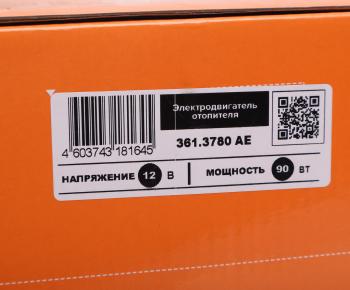 Электродвигатель
отопителя
4 603743 181645
361.3780 АЕ
НАПРЯЖЕНИЕ 12 В
МОЩНОСТЬ 90 ВТ